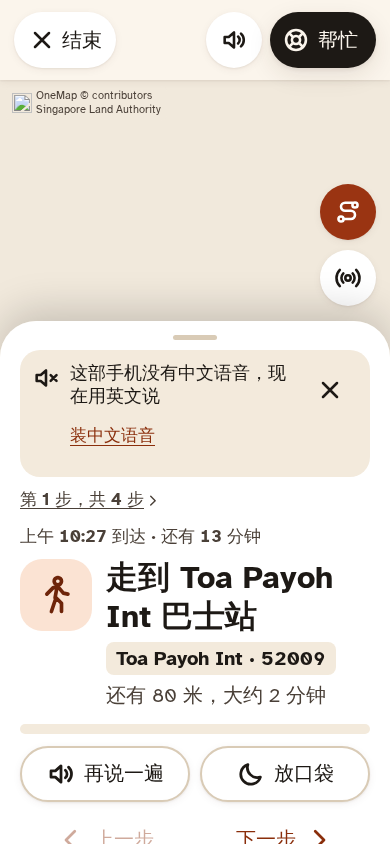 结束
帮忙
OneMap © contributors
Singapore Land Authority
这部手机没有中文语音，现
在用英文说
装中文语音
第 1 步，共 4 步
上午 10:27 到达 · 还有 13 分钟
走到 Toa Payoh
Int 巴士站
Toa Payoh Int · 52009
还有 80 米，大约 2 分钟
再说一遍
放口袋
上一步
下一步